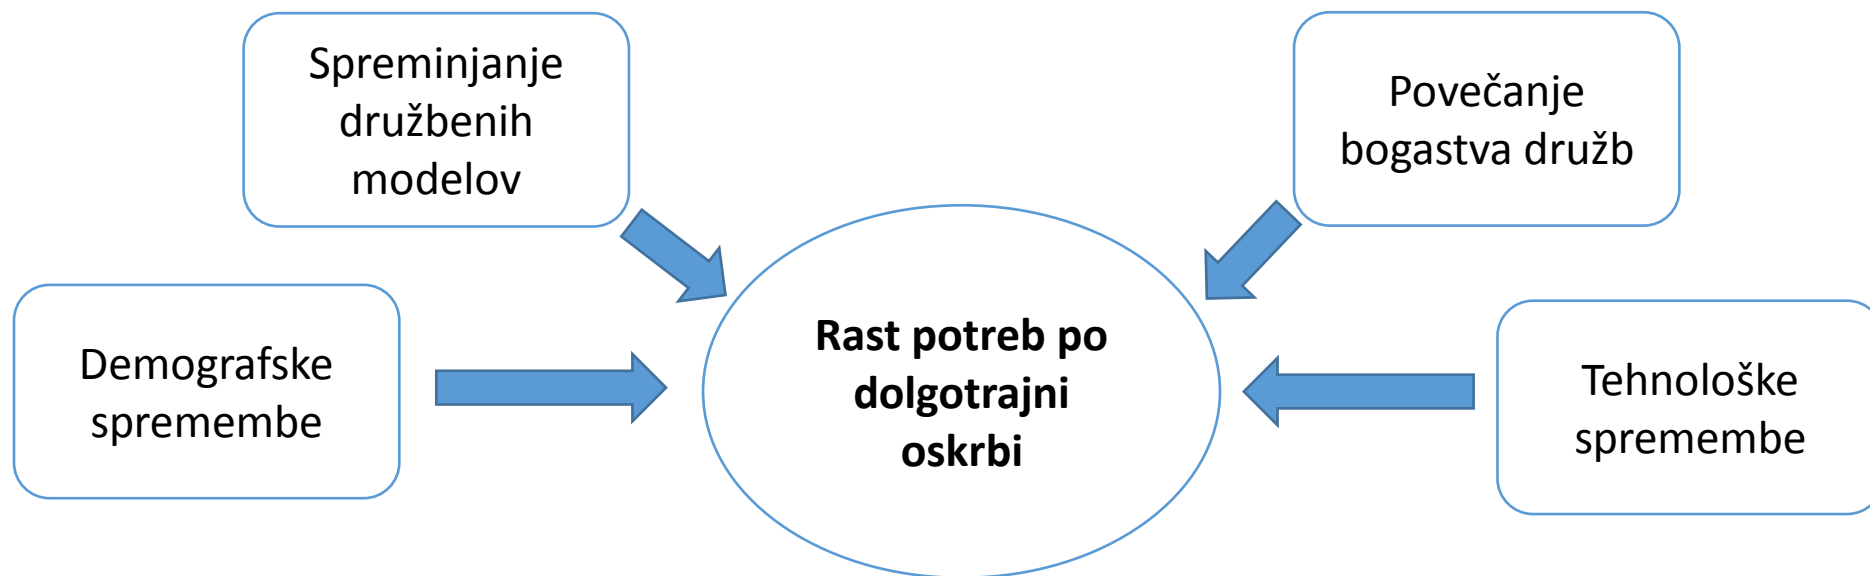 Spreminjanje
družbenih
modelov
Povečanje
bogastva družb
Demografske
spremembe
Rast potreb po
dolgotrajni
oskrbi
Tehnološke
spremembe